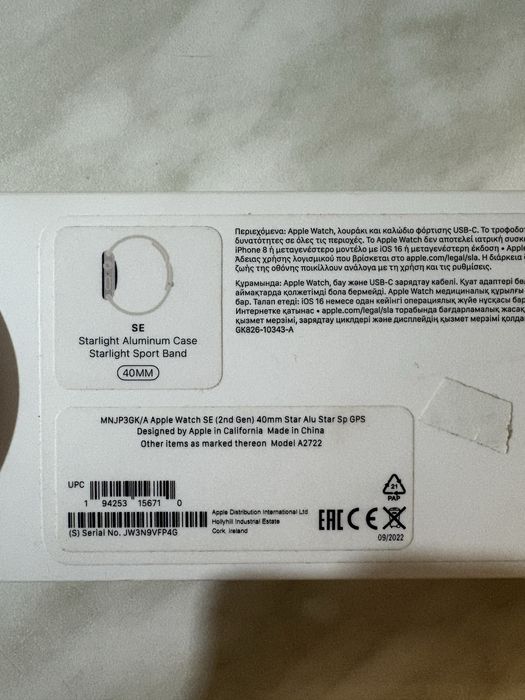 SE
Starlight Aluminum Case
Starlight Sport Band
40MM
Περιεχόμενα: Apple Watch, λουράκι και καλώδιο φόρτισης USB-C. Το τροφοδο
δυνατότητες σε όλες τις περιοχές. Το Apple Watch δεν αποτελεί ιατρική συσκ
iPhone 8 ή μεταγενέστερο μοντέλο με iOS 16 ή μεταγενέστερη έκδοση • Apple
Άδειας χρήσης λογισμικού που βρίσκεται στο apple.com/legal/sla. Η διάρκεια
ζωής της οθόνης ποικίλλουν ανάλογα με τη χρήση και τις ρυθμίσεις.
Құрамында: Apple Watch, бау және USB-C зарядтау кабелі. Қуат адаптері бөл
аймақтарда қолжетімді бола бермейді. Apple Watch медициналық құрылғы
бар. Талап етеді: iOS 16 немесе одан кейінгі операциялық жүйе нұсқасы бар
Интернетке қатынас • apple.com/legal/sla торабында бағдарламалық жасақ
қызмет мерзімі, зарядтау циклдері және дисплейдің қызмет мерзімі қолда
GK826-10343-A
MNJP3GK/A Apple Watch SE (2nd Gen) 40mm Star Alu Star Sp GPS
Designed by Apple in California Made in China
Other items as marked thereon Model A2722
UPC
1 94253 15671 0
(S) Serial No. JW3N9VFP4G
Apple Distribution International Ltd
Hollyhill Industrial Estate
Cork, Ireland
EAC CE
21
PAP
09/2022